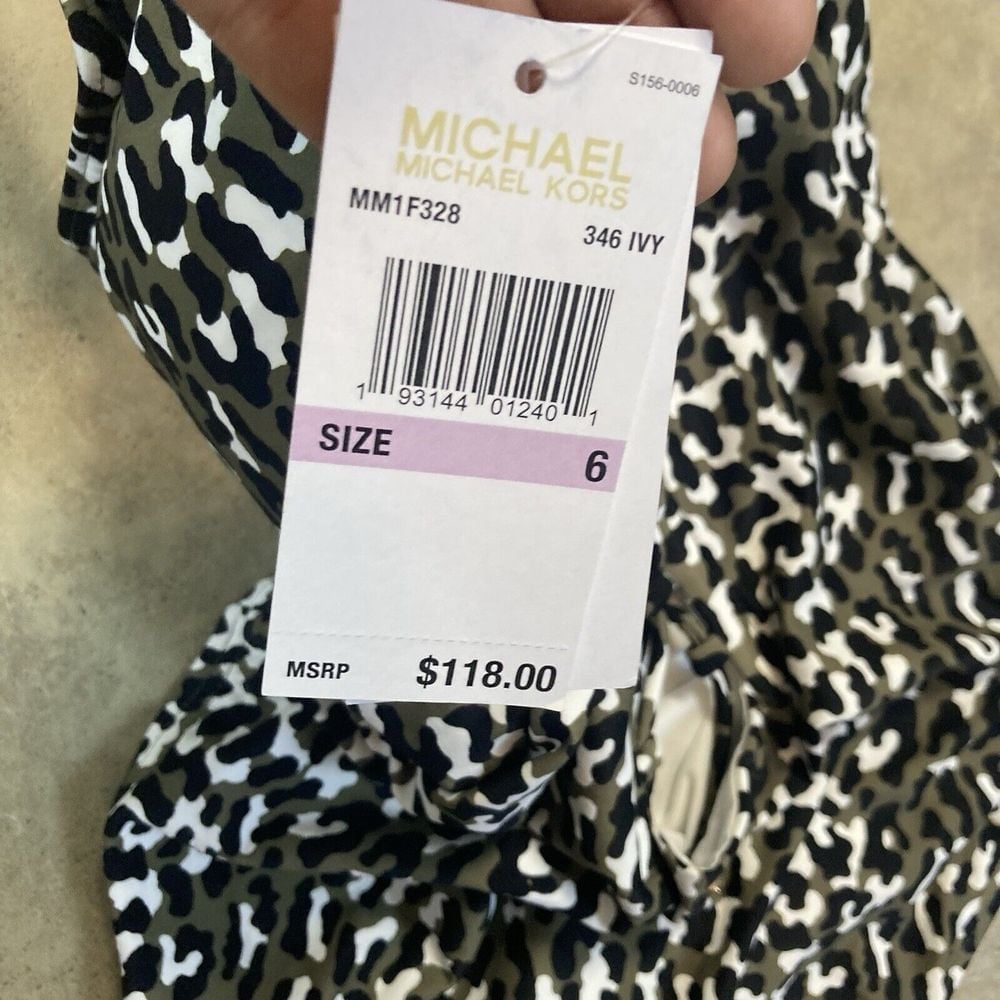 S156-0006
MICHAEL
MICHAEL KORS
MM1F328
346 IVY
1 93144 01240 1
SIZE 6
MSRP $118.00